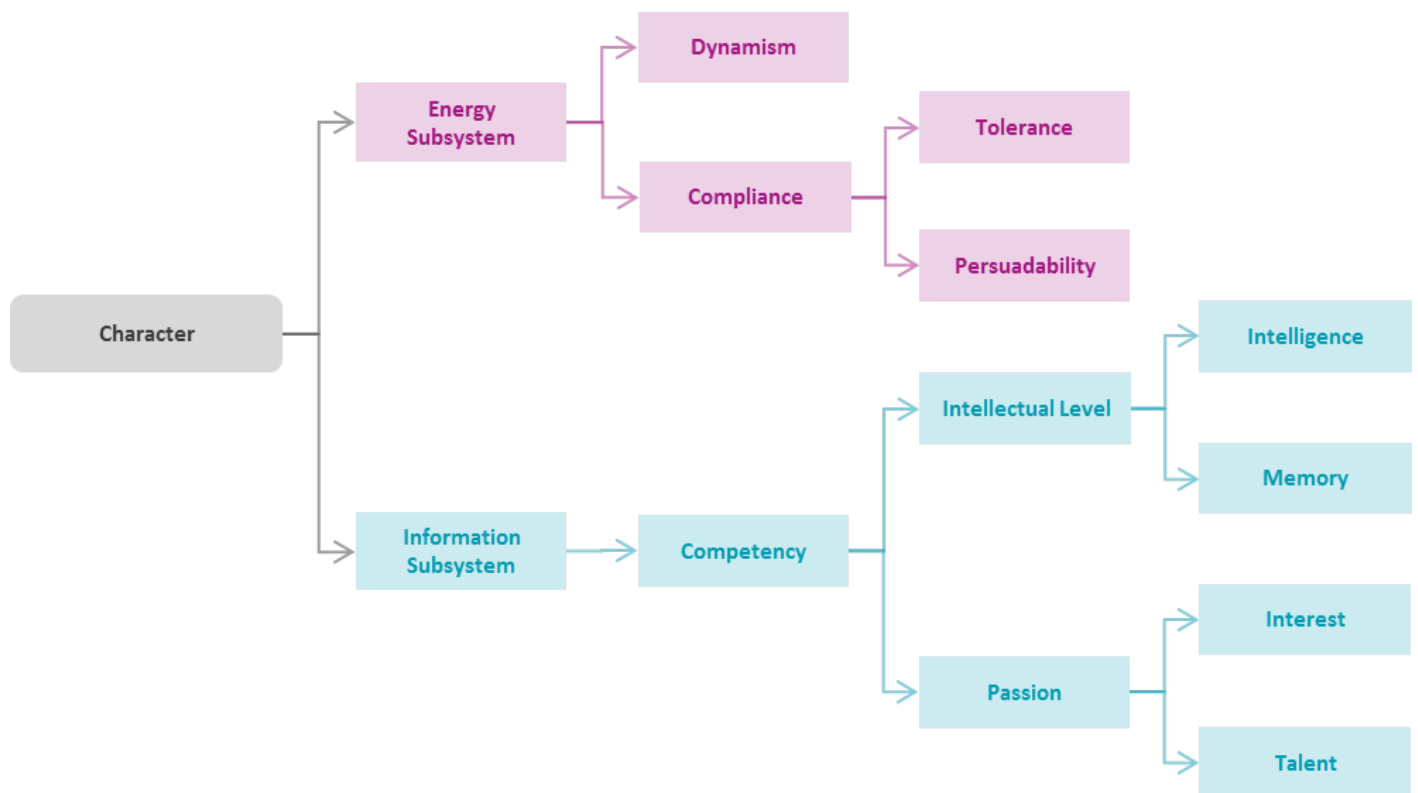 Dynamism
Energy
Subsystem
Tolerance
Compliance
Persuadability
Character
Intelligence
Intellectual Level
Memory
Information
Subsystem
Competency
Interest
Passion
Talent